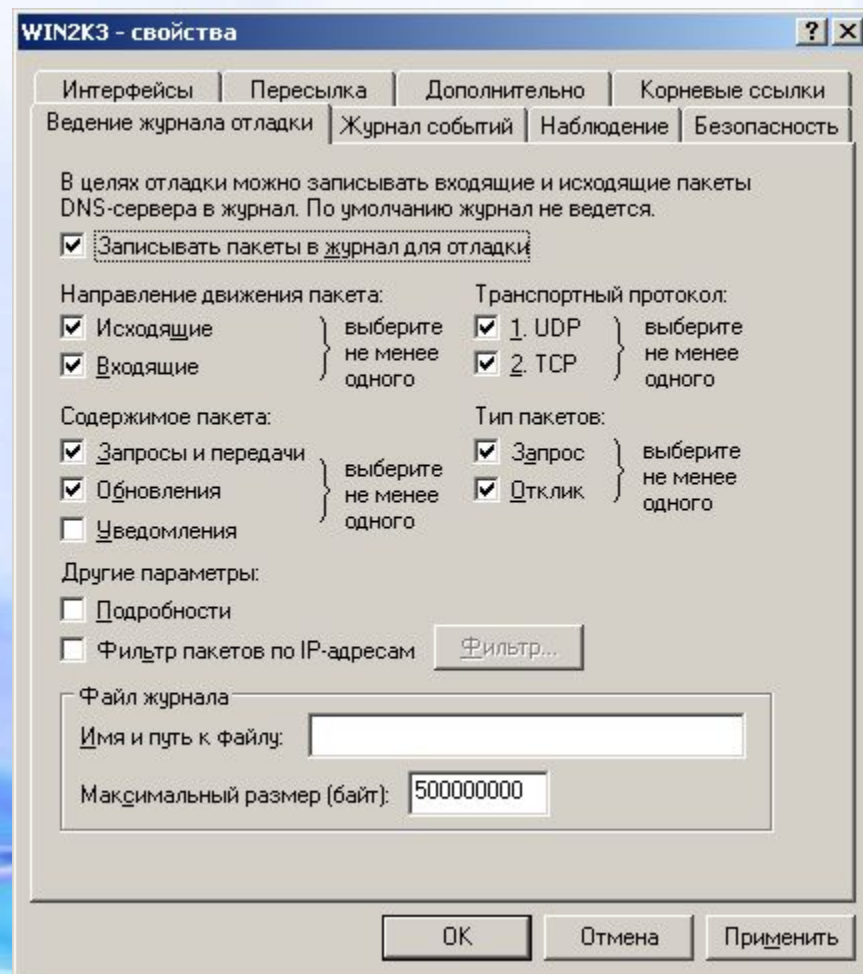 WIN2K3 - свойства
Интерфейсы
Пересылка
Дополнительно
Корневые ссылки
Ведение журнала отладки
Журнал событий
Наблюдение
Безопасность
В целях отладки можно записывать входящие и исходящие пакеты
DNS-сервера в журнал. По умолчанию журнал не ведется.
Записывать пакеты в журнал для отладки
Направление движения пакета:
Исходящие
Входящие
выберите
не менее
одного
Транспортный протокол:
1. UDP
2. TCP
выберите
не менее
одного
Содержимое пакета:
Запросы и передачи
Обновления
Уведомления
выберите
не менее
одного
Тип пакетов:
Запрос
Отклик
выберите
не менее
одного
Другие параметры:
Подробности
Фильтр пакетов по IP-адресам
Фильтр...
Файл журнала
Имя и путь к файлу:
Максимальный размер (байт): 500000000
OK
Отмена
Применить